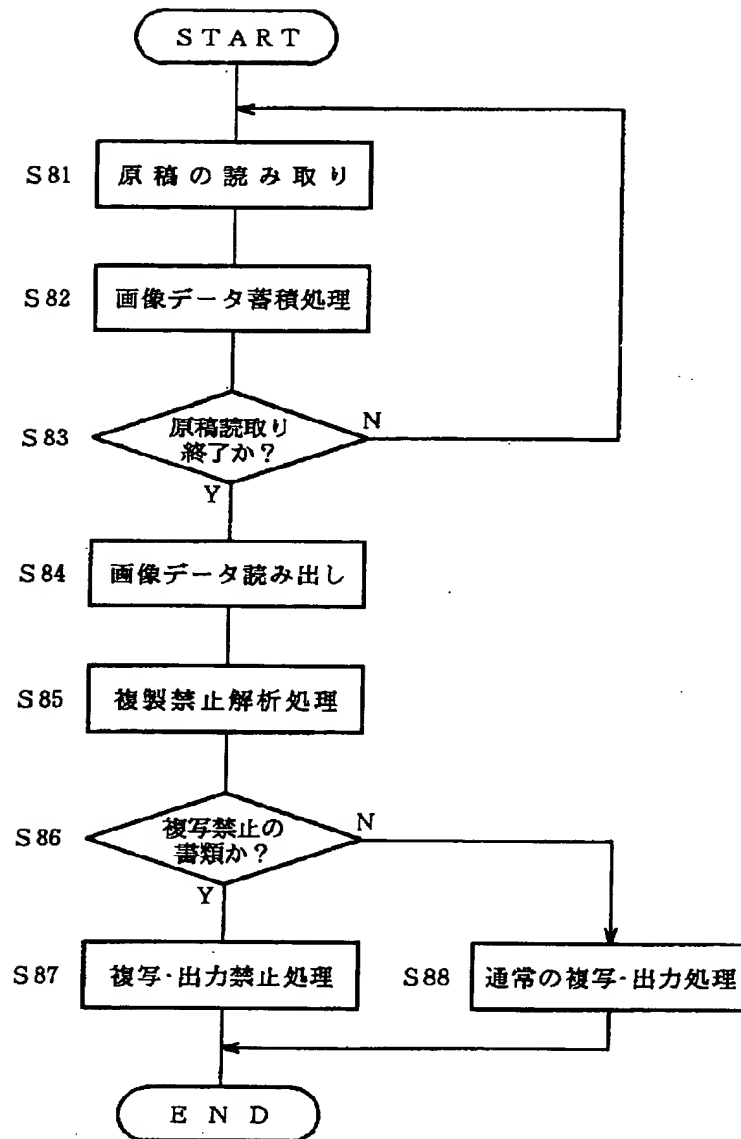 START
S81 原稿の読み取り
S82 画像データ蓄積処理
S83 原稿読取り
終了か？
N
Y
S84 画像データ読み出し
S85 複製禁止解析処理
S86 複写禁止の
書類か？
N
Y
S87 複写・出力禁止処理
S88 通常の複写・出力処理
END